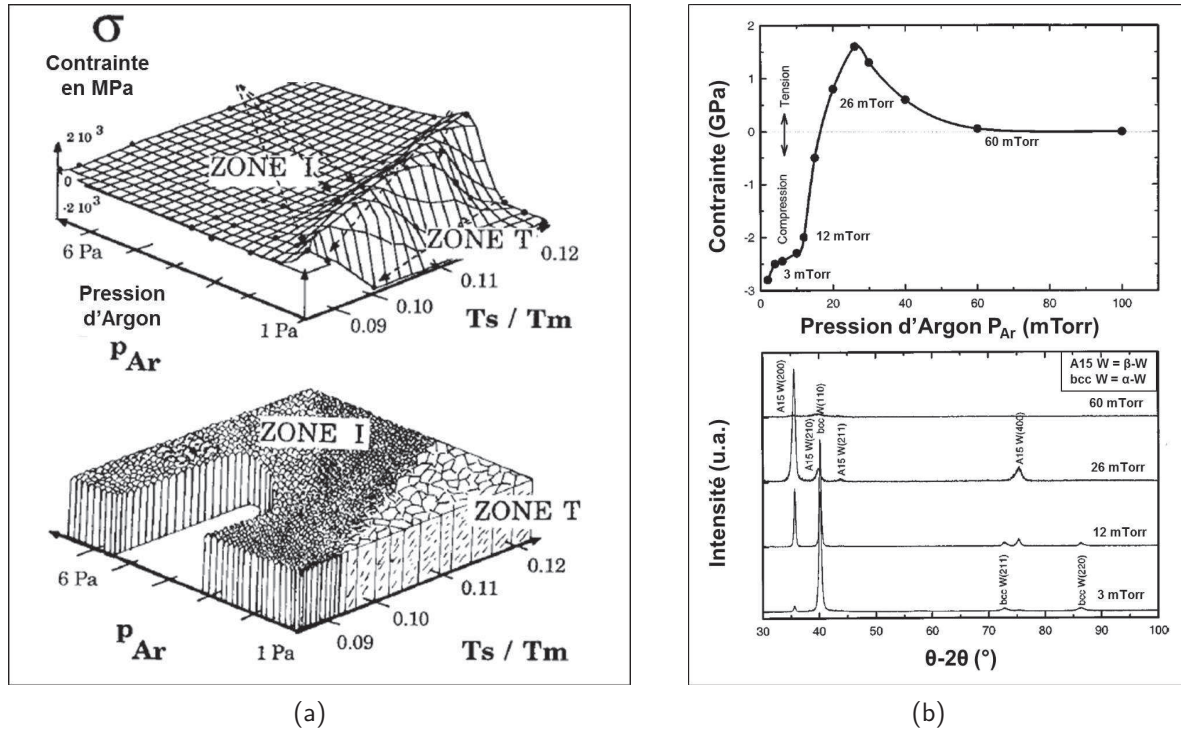 σ
Contrainte
en MPa
2 10³
0
-2 10³
ZONE I
ZONE T
6 Pa
Pression
d'Argon
P Ar
1 Pa
0.09
0.10
0.11
0.12
Ts / Tm
ZONE I
ZONE T
6 Pa
P Ar
1 Pa
0.09
0.10
0.11
0.12
Ts / Tm
(a)
Contrainte (GPa)
2
1
0
-1
-2
-3
Compression
Tension
26 mTorr
60 mTorr
12 mTorr
3 mTorr
0 20 40 60 80 100
Pression d'Argon P Ar (mTorr)
Intensité (u.a.)
A15 W = β-W
bcc W = α-W
60 mTorr
26 mTorr
12 mTorr
3 mTorr
A15 W(200)
A15 W(210)
bcc W(110)
A15 W(211)
A15 W(400)
bcc W(211)
bcc W(220)
30 40 50 60 70 80 90 100
θ-2θ (°)
(b)